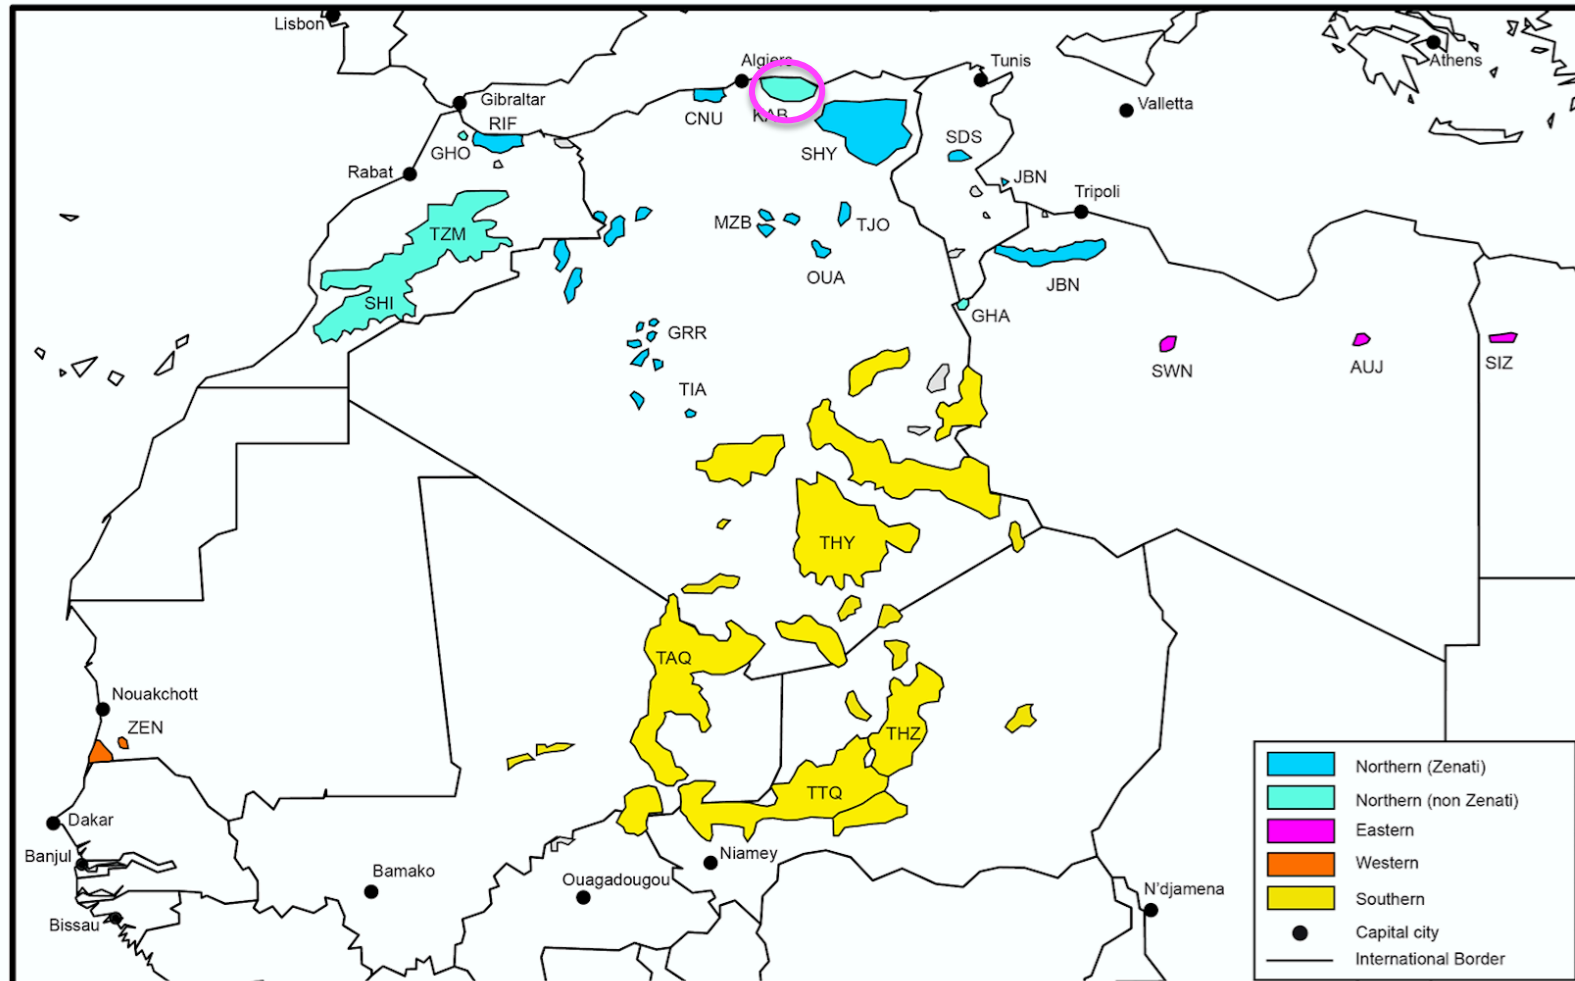 Lisbon
Algiers
Tunis
Athens
Gibraltar
Valletta
RIF
CNU
KAB
GHO
SHY
SDS
Rabat
JBN
Tripoli
TZM
MZB
TJO
OUA
JBN
SHI
GHA
GRR
SWN
AUJ
SIZ
TIA
THY
TAQ
Nouakchott
ZEN
THZ
TTQ
Dakar
Banjul
Niamey
Bamako
Ouagadougou
N'djamena
Bissau
Northern (Zenati)
Northern (non Zenati)
Eastern
Western
Southern
Capital city
International Border